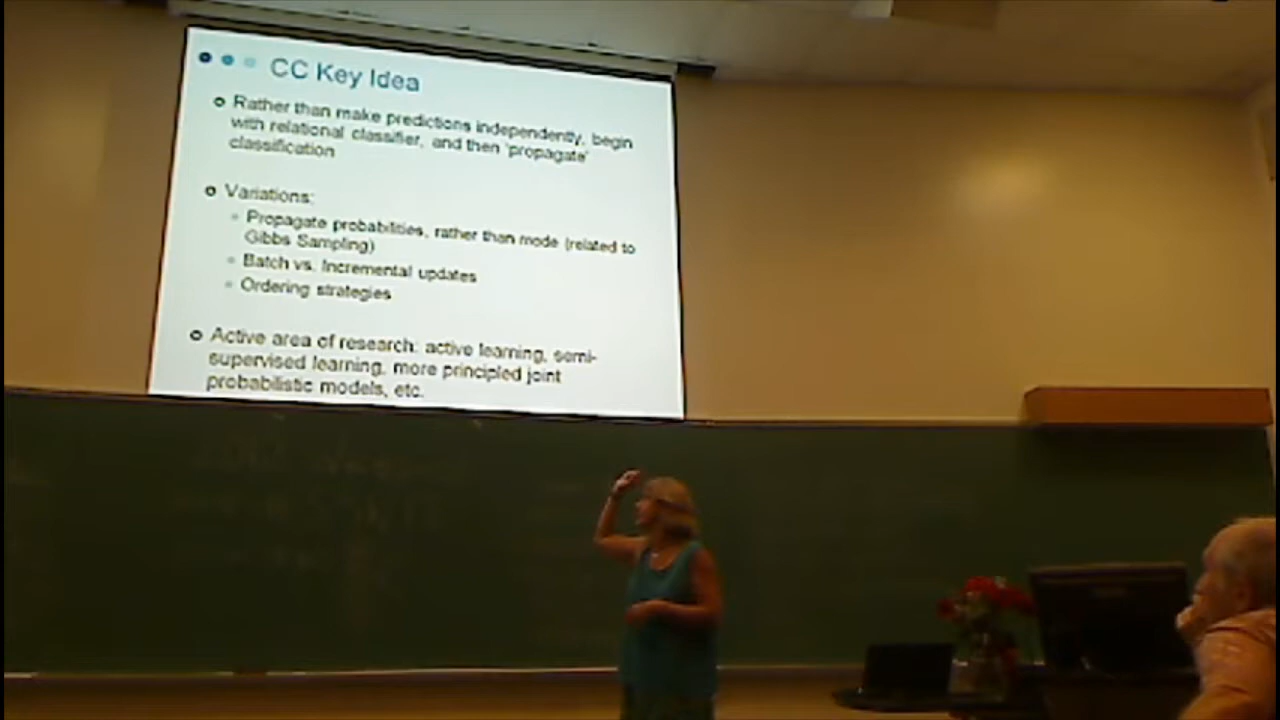 CC Key Idea
Rather than make predictions independently, begin
with relational classifier, and then 'propagate'
classification
Variations:
Propagate probabilities, rather than mode (related to
Gibbs Sampling)
Batch vs. Incremental updates
Ordering strategies
Active area of research: active learning, semi-
supervised learning, more principled joint
probabilistic models, etc.